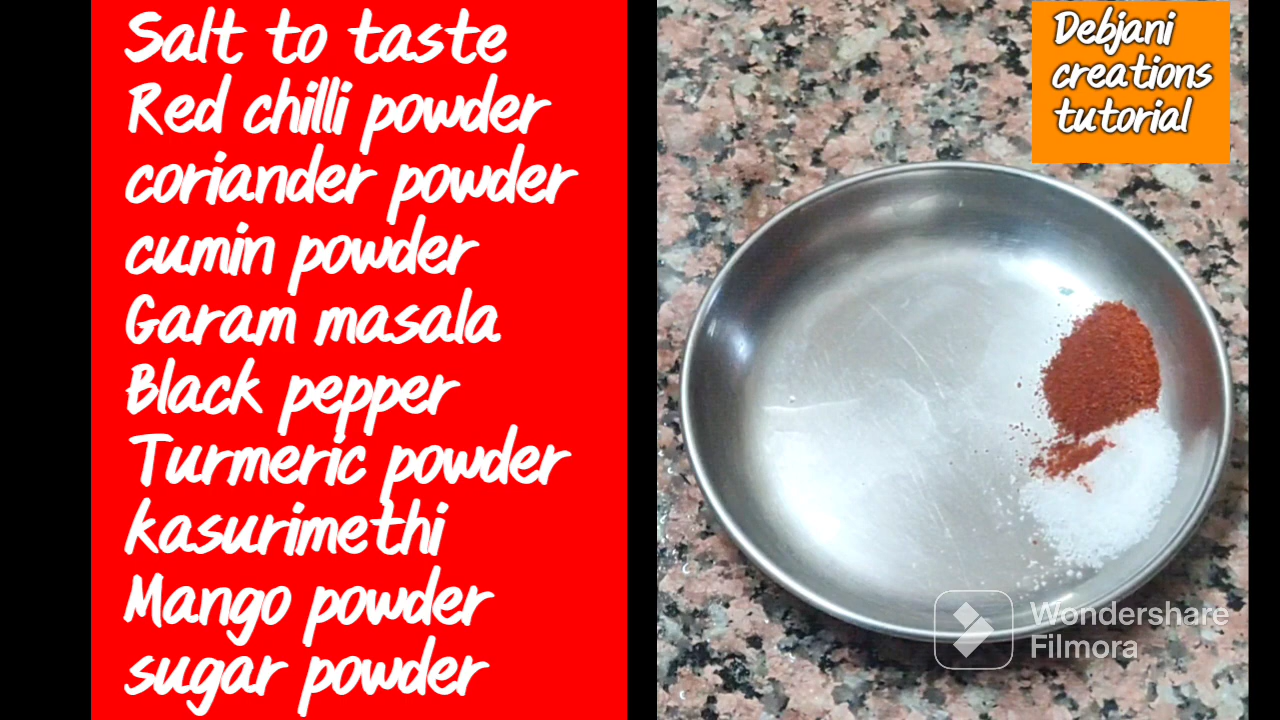 Salt to taste
Red chilli powder
coriander powder
cumin powder
Garam masala
Black pepper
Turmeric powder
kasurimethi
Mango powder
sugar powder
Debjani
creations
tutorial
Wondershare
Filmora